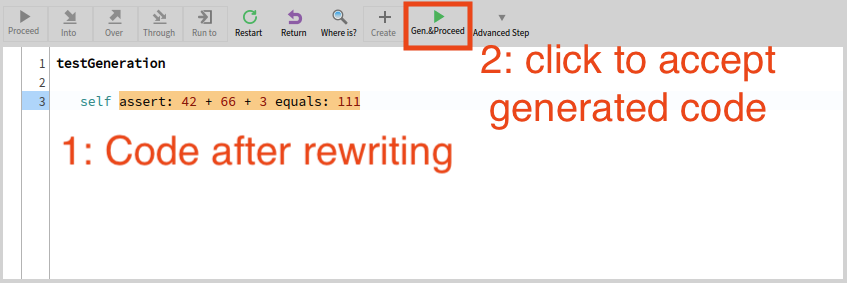 Proceed Into Over Through Run to Restart Return Where is? Create Gen.&Proceed Advanced Step
1 testGeneration
2
3 self assert: 42 + 66 + 3 equals: 111
1: Code after rewriting
2: click to accept
generated code